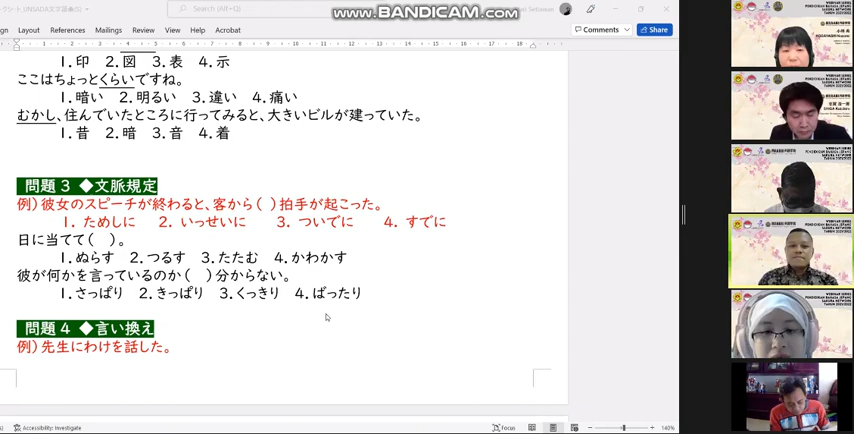 www.BANDICAM.com
Search
Layout References Mailings Review View Help Acrobat
Comments Share
1. 印 2. 図 3. 表 4. 示
ここはちょっとくらいですね。
1. 暗い 2. 明るい 3. 違い 4. 痛い
むかし、住んでいたところに行ってみると、大きいビルが建っていた。
1. 昔 2. 暗 3. 音 4. 着
問題3 ◆文脈規定
例）彼女のスピーチが終わると、客から（ ）拍手が起こった。
1. ためしに 2. いっせいに 3. ついでに 4. すでに
日に当てて（ ）。
1. ぬらす 2. つるす 3. たたむ 4. かわかす
彼が何かを言っているのか（ ）分からない。
1. さっぱり 2. きっぱり 3. くっきり 4. ばったり
問題4 ◆言い換え
例）先生にわけを話した。
Accessibility: Investigate
Focus
140%